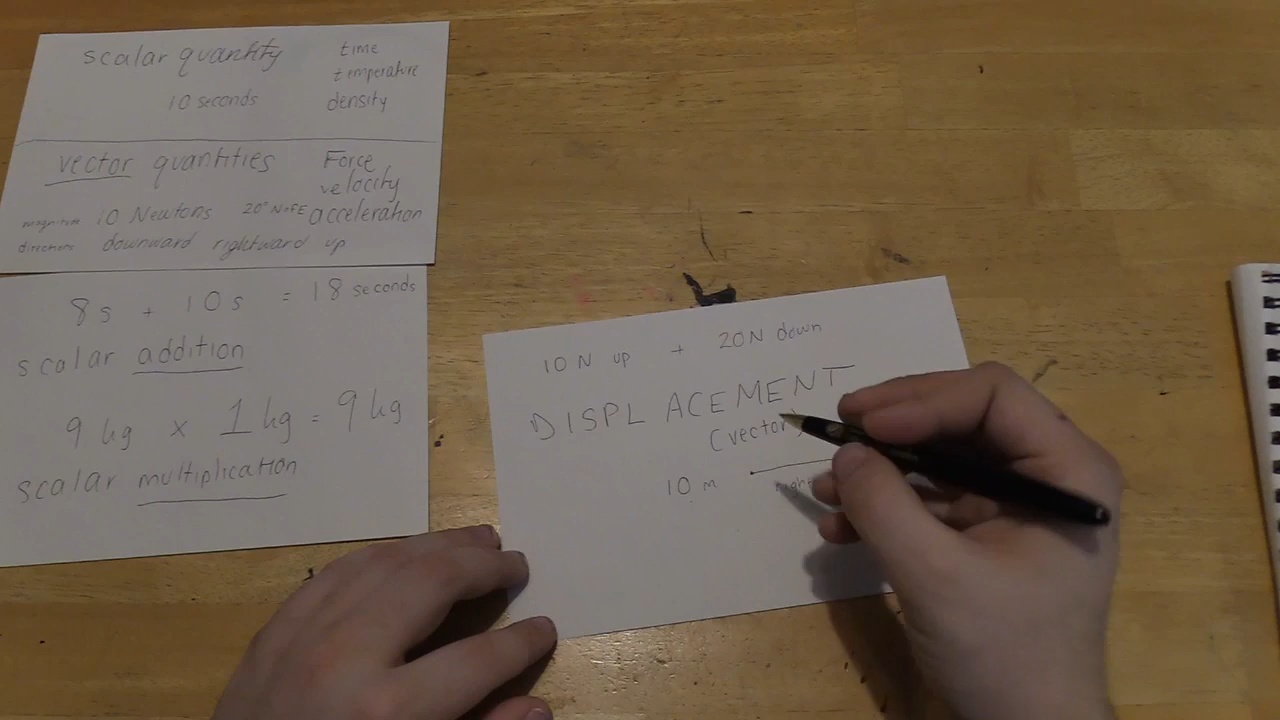 scalar quantity
time
temperature
10 seconds
density
vector quantities
Force
velocity
magnitude 10 Newtons 20° N of E acceleration
directions downward rightward up
8s + 10s = 18 seconds
scalar addition
9 kg x 1 kg = 9 kg
scalar multiplication
10 N up + 20N down
DISPLACEMENT
(vector)
10 m